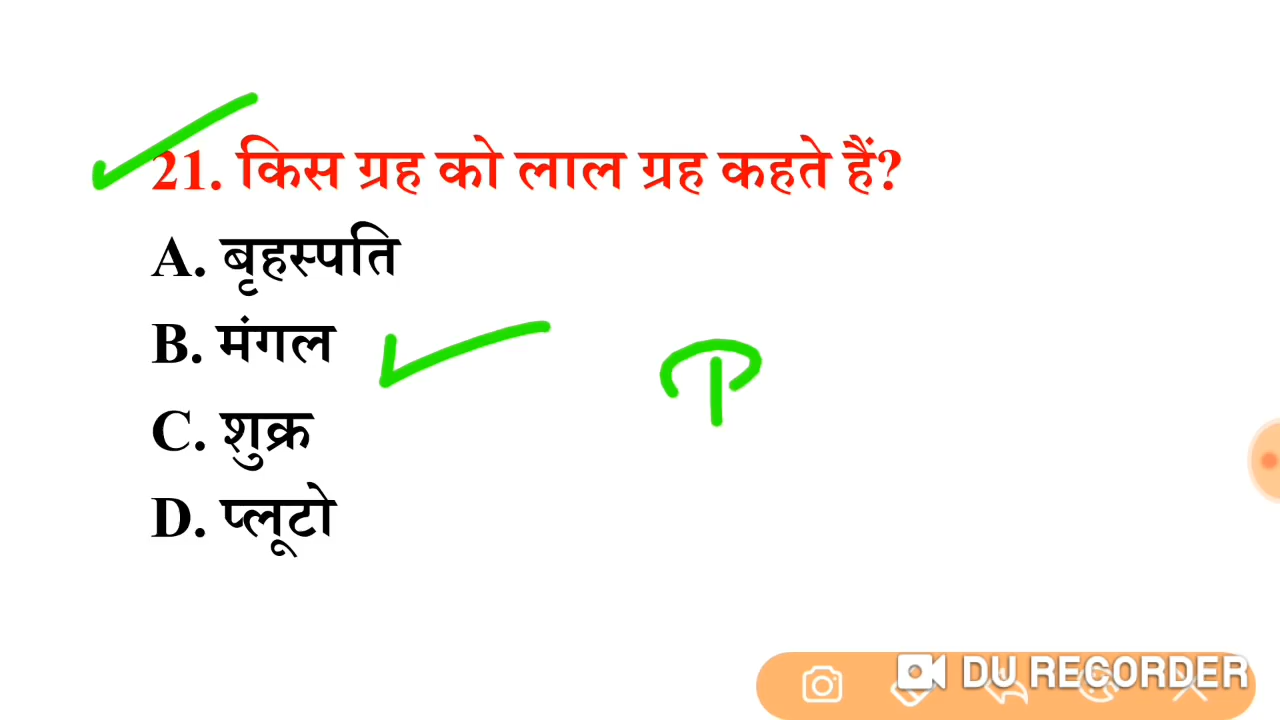 21. किस ग्रह को लाल ग्रह कहते हैं?
A. बृहस्पति
B. मंगल
C. शुक्र
D. प्लूटो
DU RECORDER